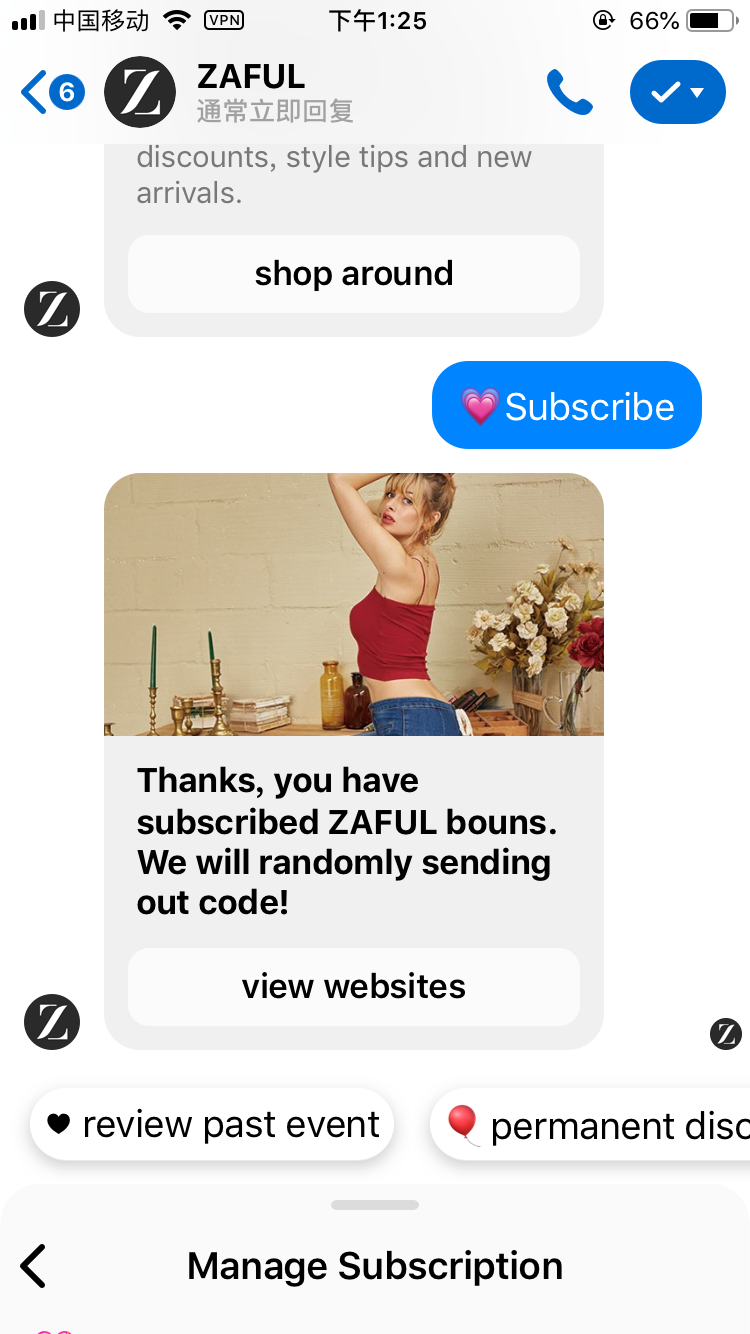 中国移动 VPN 下午1:25 66%
6
ZAFUL
通常立即回复
discounts, style tips and new
arrivals.
shop around
💗Subscribe
Thanks, you have
subscribed ZAFUL bouns.
We will randomly sending
out code!
view websites
🖤 review past event
🎈 permanent disc
Manage Subscription